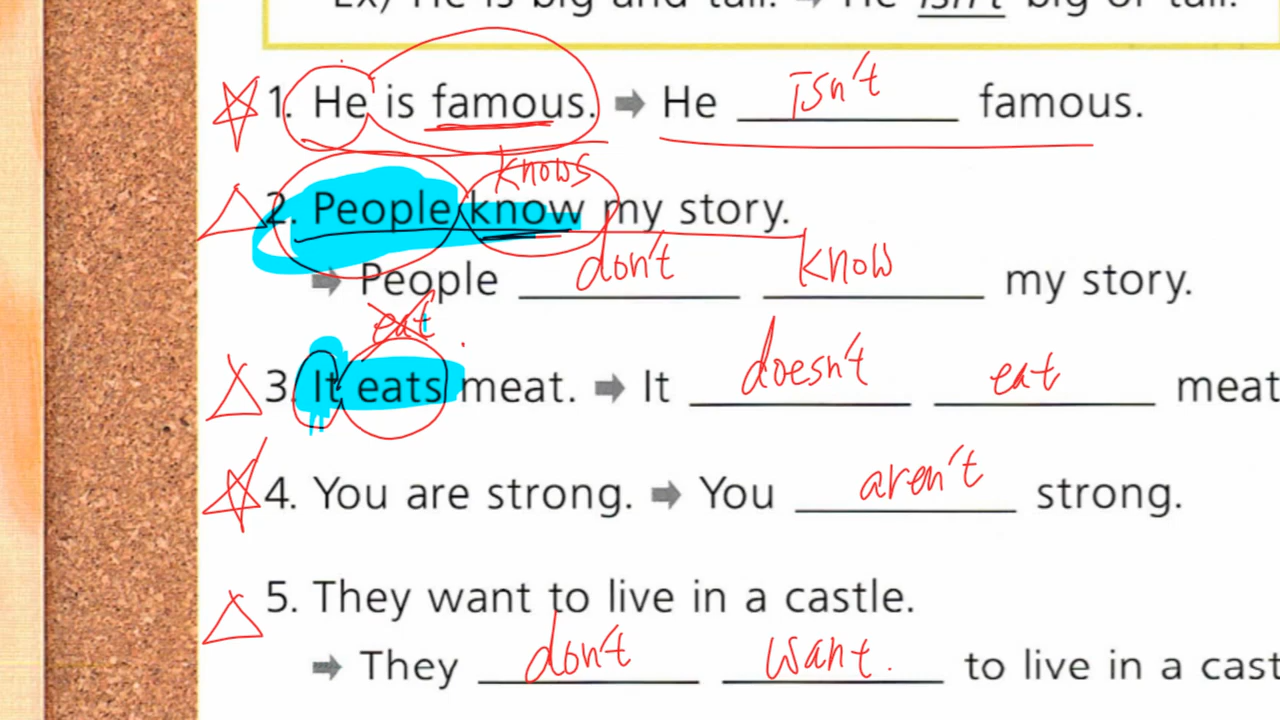 Ex) He is big and tall. ➡ He isn't big or tall.
1. He is famous. ➡ He isn't famous.
knows
2. People know my story.
➡ People don't know my story.
eat
3. It eats meat. ➡ It doesn't eat meat
4. You are strong. ➡ You aren't strong.
5. They want to live in a castle.
➡ They don't want. to live in a cast